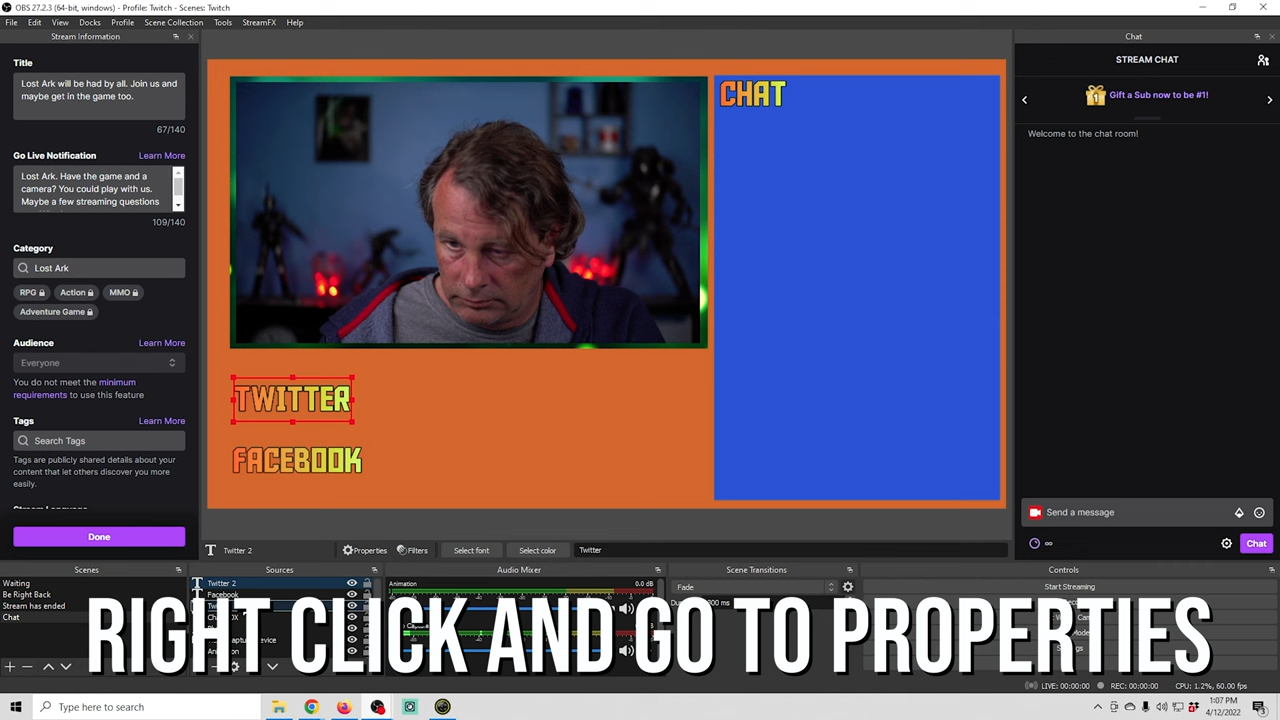 OBS 27.2.3 (64-bit, windows) - Profile: Twitch - Scenes: Twitch
File Edit View Docks Profile Scene Collection Tools StreamFX Help
Stream Information
Title
Lost Ark will be had by all. Join us and
maybe get in the game too.
67/140
Go Live Notification Learn More
Lost Ark. Have the game and a
camera? You could play with us.
Maybe a few streaming questions
109/140
Category
Lost Ark
RPG Action MMO
Adventure Game
Audience Learn More
Everyone
You do not meet the minimum
requirements to use this feature
Tags Learn More
Search Tags
Tags are publicly shared details about your
content that let others discover you more
easily.
Stream Language
Done
CHAT
TWITTER
FACEBOOK
Chat
STREAM CHAT
1
Gift a Sub now to be #1!
Welcome to the chat room!
Send a message
Chat
T Twitter 2 Properties Filters Select font Select color Twitter
Scenes
Waiting
Be Right Back
Stream has ended
Chat
Sources
Twitter 2
Facebook
Audio Mixer
Animation 0.0 dB
Scene Transitions
Fade
Controls
Start Streaming
RIGHT CLICK AND GO TO PROPERTIES
LIVE: 00:00:00 REC: 00:00:00 CPU: 1.2%, 60.00 fps
Type here to search
1:07 PM
4/12/2022